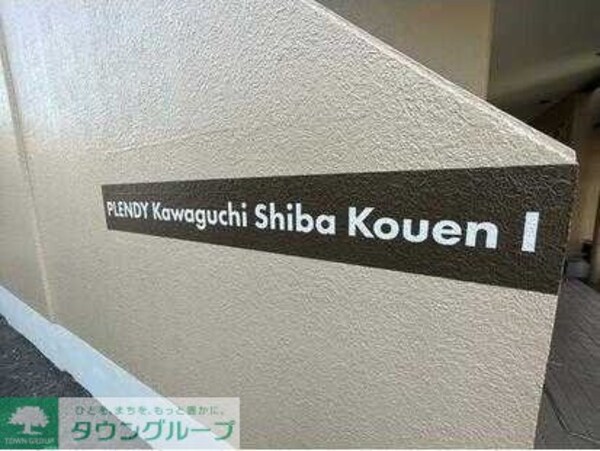 PLENDY Kawaguchi Shiba Kouen I
ひとを、まちを、もっと豊かに。
タウングループ
TOWN GROUP